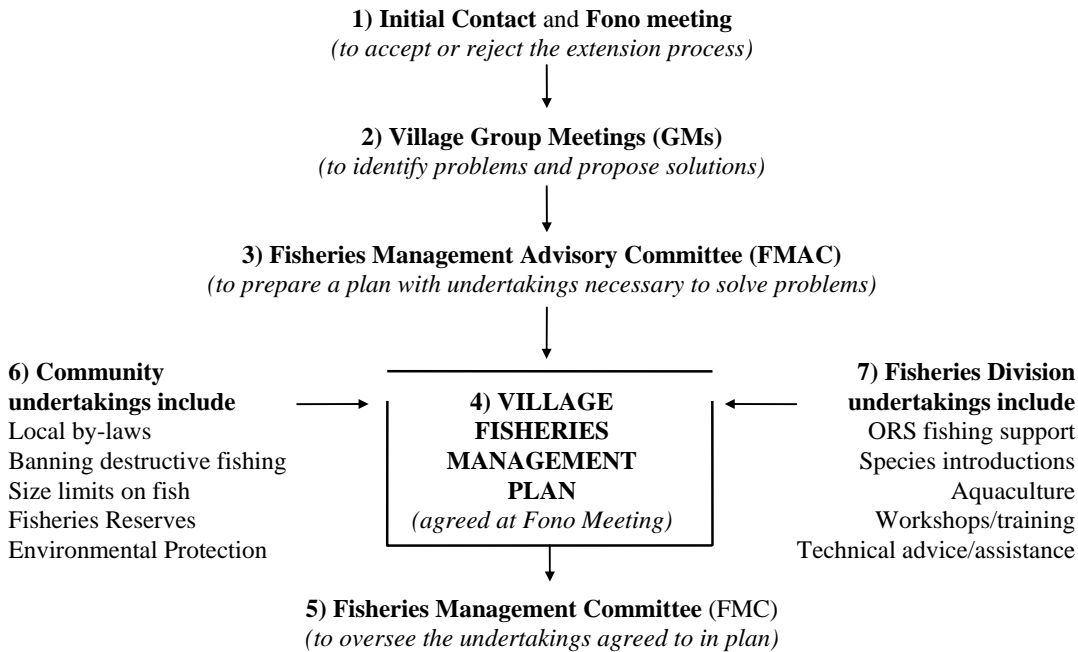 1) Initial Contact and Fono meeting
(to accept or reject the extension process)
2) Village Group Meetings (GMs)
(to identify problems and propose solutions)
3) Fisheries Management Advisory Committee (FMAC)
(to prepare a plan with undertakings necessary to solve problems)
6) Community
undertakings include
Local by-laws
Banning destructive fishing
Size limits on fish
Fisheries Reserves
Environmental Protection
4) VILLAGE
FISHERIES
MANAGEMENT
PLAN
(agreed at Fono Meeting)
7) Fisheries Division
undertakings include
ORS fishing support
Species introductions
Aquaculture
Workshops/training
Technical advice/assistance
5) Fisheries Management Committee (FMC)
(to oversee the undertakings agreed to in plan)